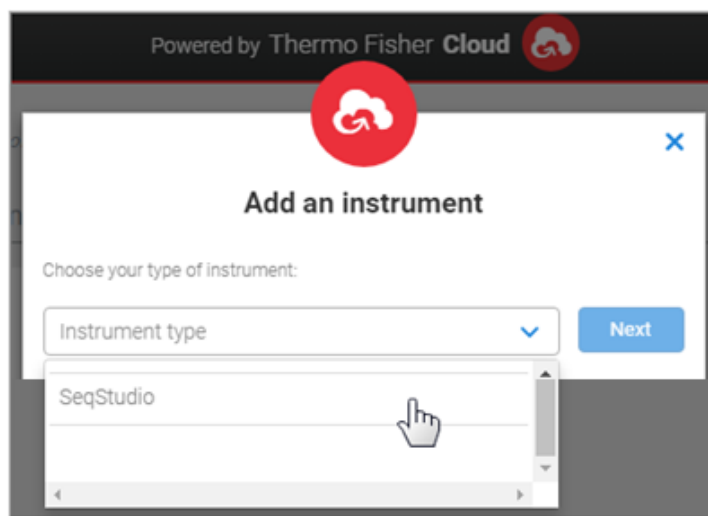 Powered by Thermo Fisher Cloud
Add an instrument
Choose your type of instrument:
Instrument type
Next
SeqStudio